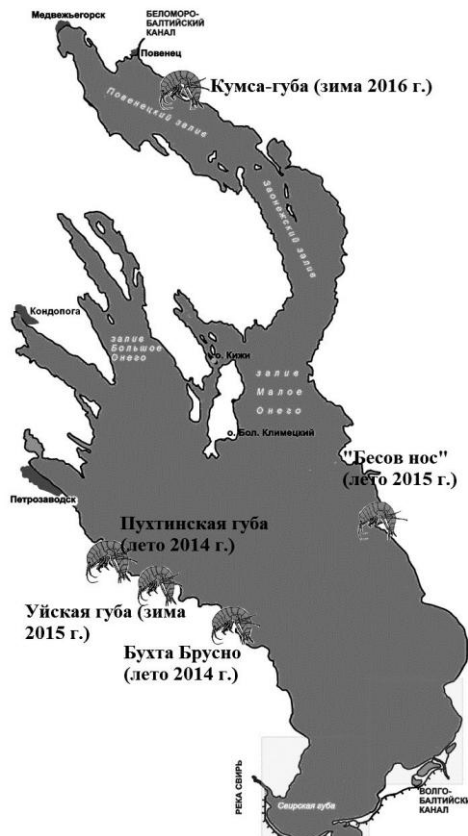 БЕЛОМОРО-
БАЛТИЙСКИЙ
КАНАЛ
Медвежьегорск
Повенец
Кумса-губа (зима 2016 г.)
Повенецкий залив
Заонежский залив
Кондопога
залив
Большое
Онего
о. Кижи
залив
Малое
Онего
о. Бол. Климецкий
"Бесов нос"
(лето 2015 г.)
Петрозаводск
Пухтинская губа
(лето 2014 г.)
Уйская губа (зима
2015 г.)
Бухта Брусно
(лето 2014 г.)
РЕКА СВИРЬ
Свирская губа
ВОЛГО-
БАЛТИЙСКИЙ
КАНАЛ